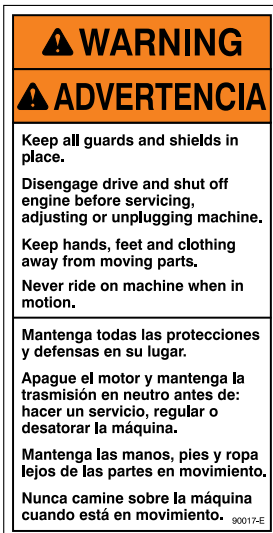 WARNING
ADVERTENCIA
Keep all guards and shields in
place.
Disengage drive and shut off
engine before servicing,
adjusting or unplugging machine.
Keep hands, feet and clothing
away from moving parts.
Never ride on machine when in
motion.
Mantenga todas las protecciones
y defensas en su lugar.
Apague el motor y mantenga la
trasmisión en neutro antes de:
hacer un servicio, regular o
desatorar la máquina.
Mantenga las manos, pies y ropa
lejos de las partes en movimiento.
Nunca camine sobre la máquina
cuando está en movimiento. 90017-E